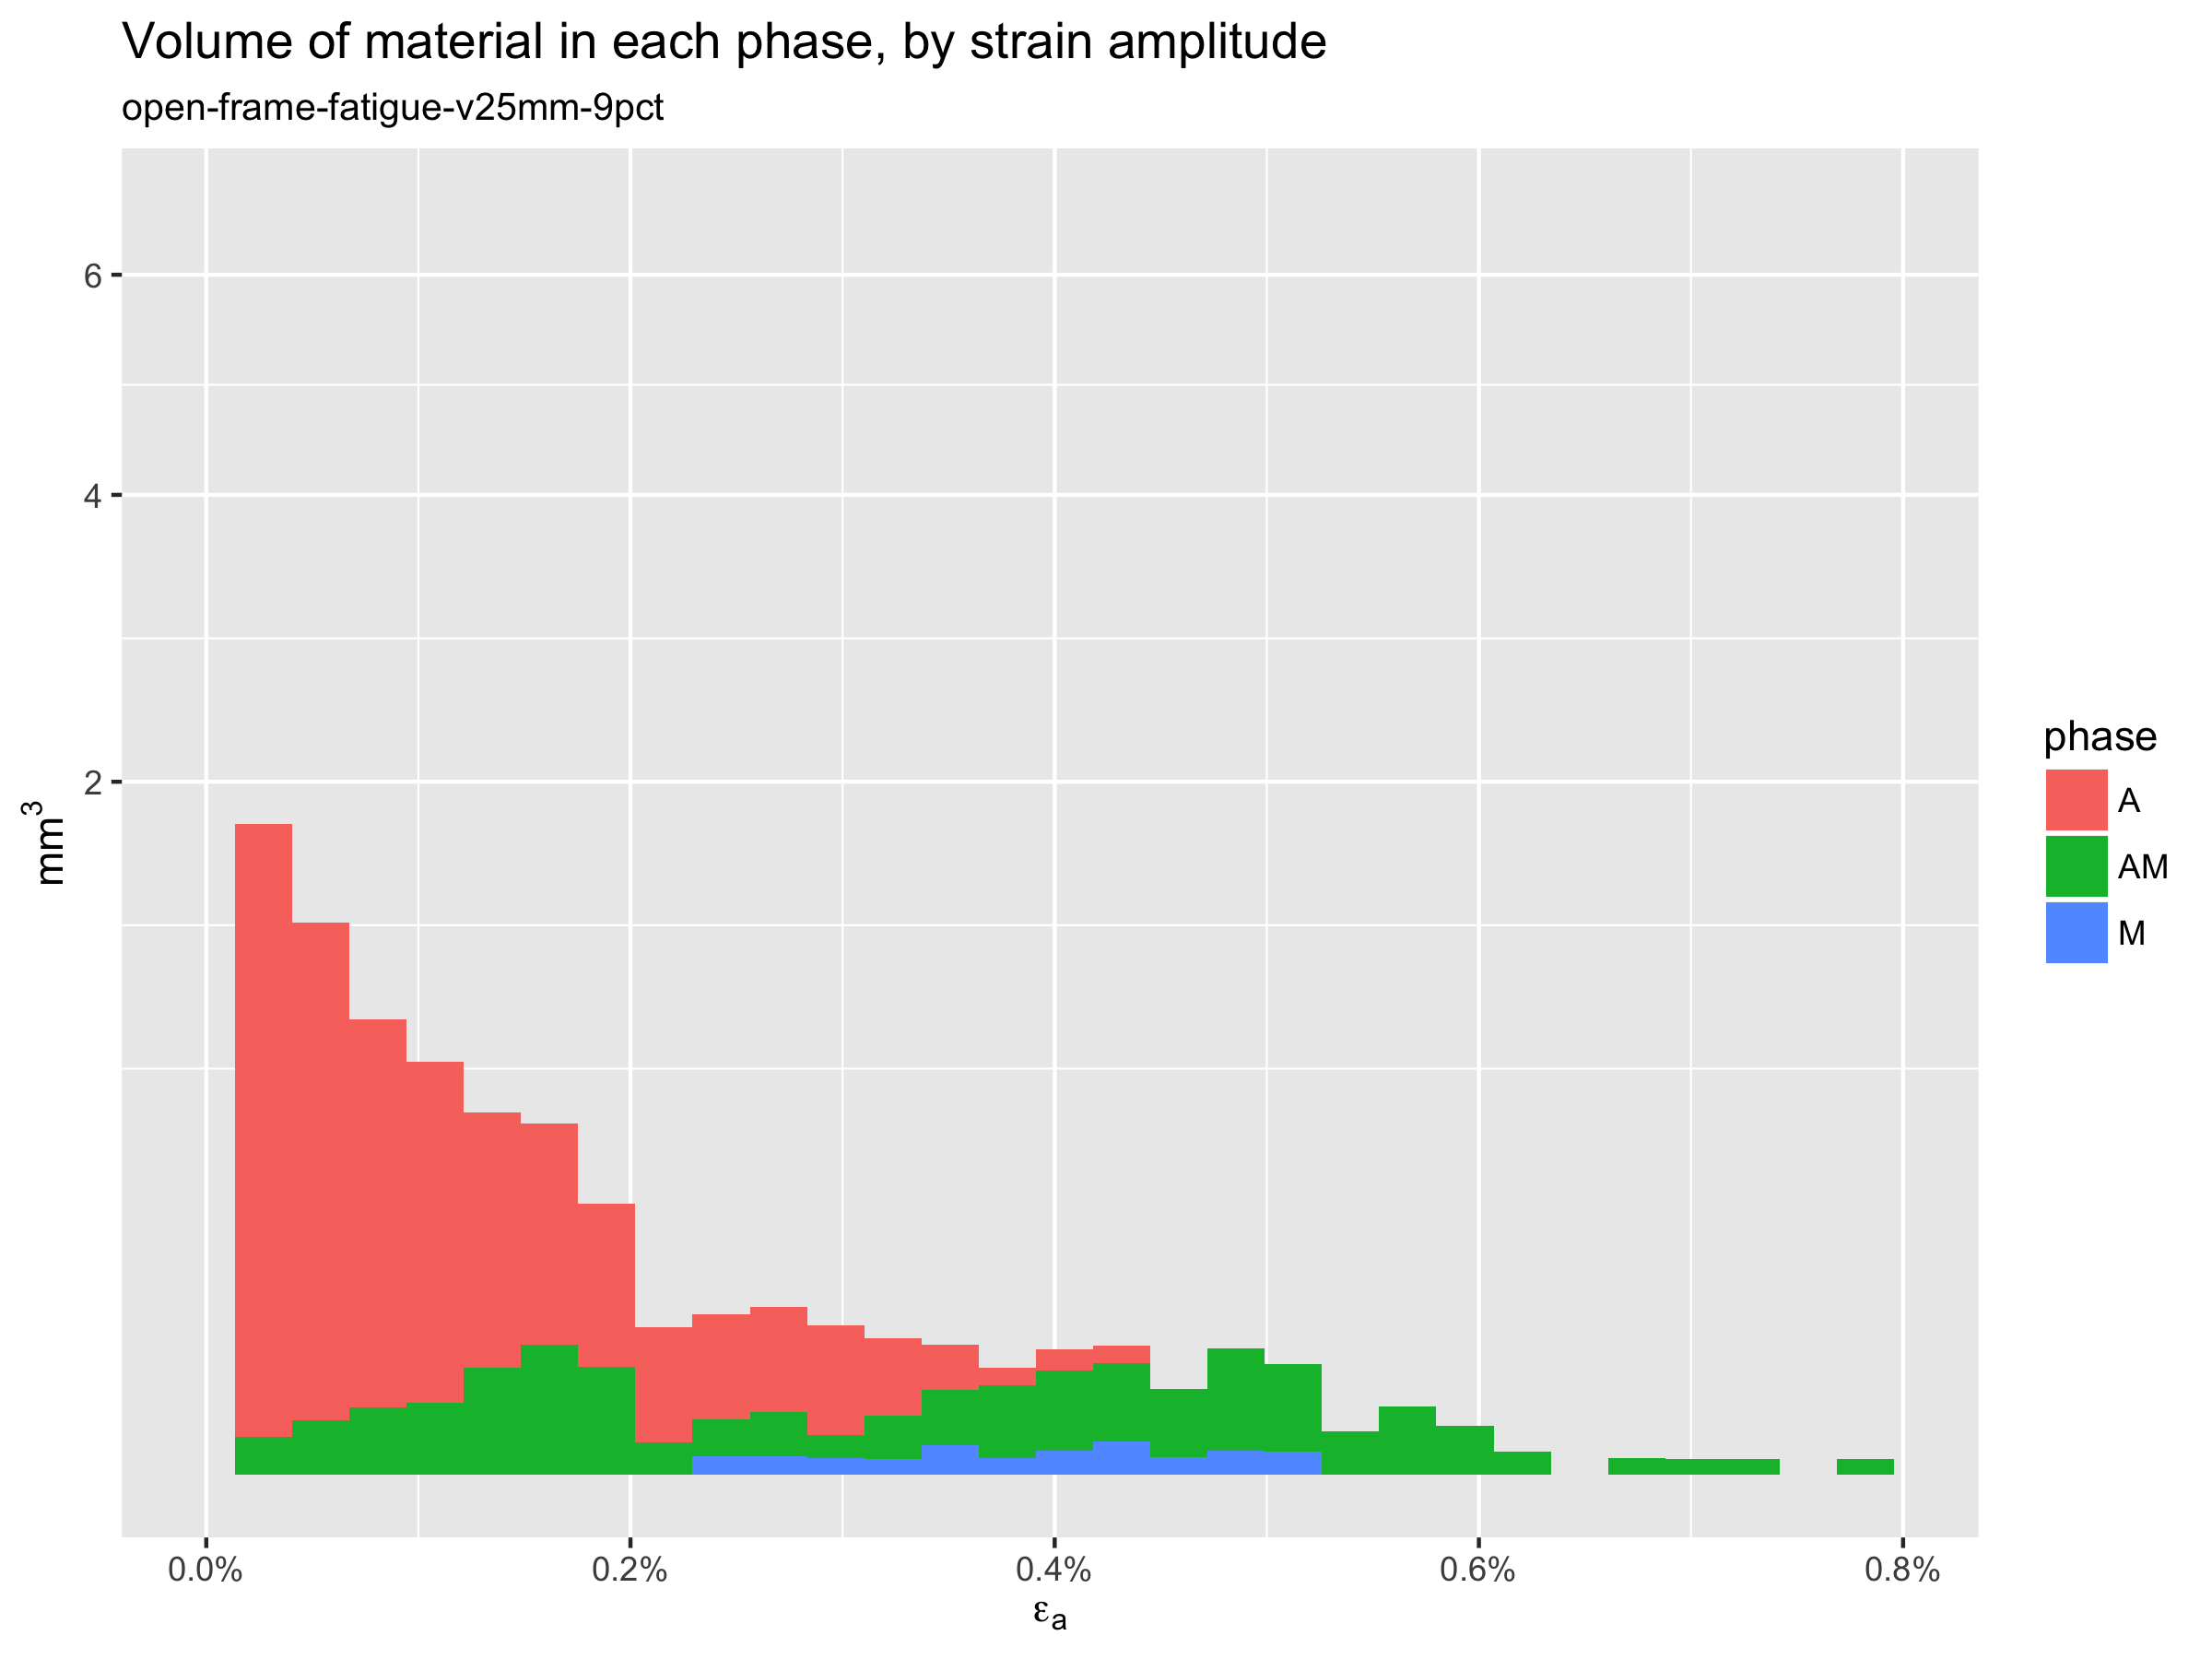 Volume of material in each phase, by strain amplitude
open-frame-fatigue-v25mm-9pct
6
4
2
mm³
0.0%
0.2%
0.4%
0.6%
0.8%
εₐ
phase
A
AM
M